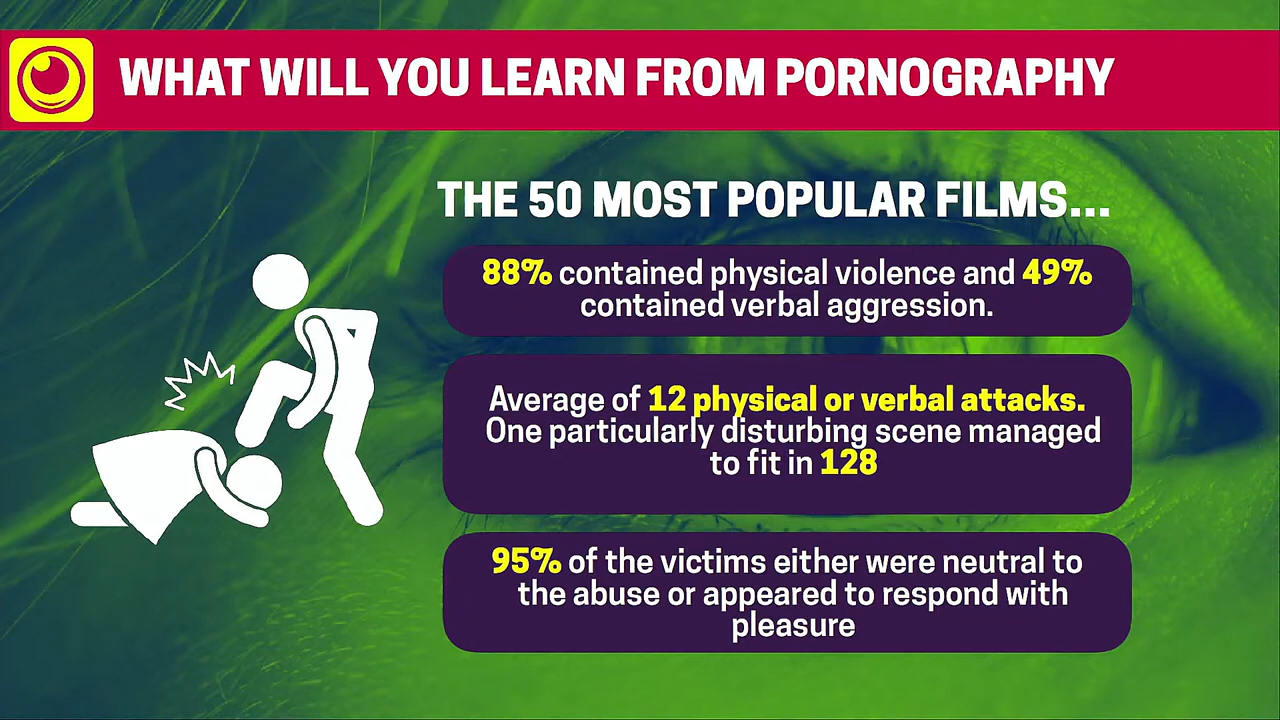 WHAT WILL YOU LEARN FROM PORNOGRAPHY
THE 50 MOST POPULAR FILMS...
88% contained physical violence and 49%
contained verbal aggression.
Average of 12 physical or verbal attacks.
One particularly disturbing scene managed
to fit in 128
95% of the victims either were neutral to
the abuse or appeared to respond with
pleasure